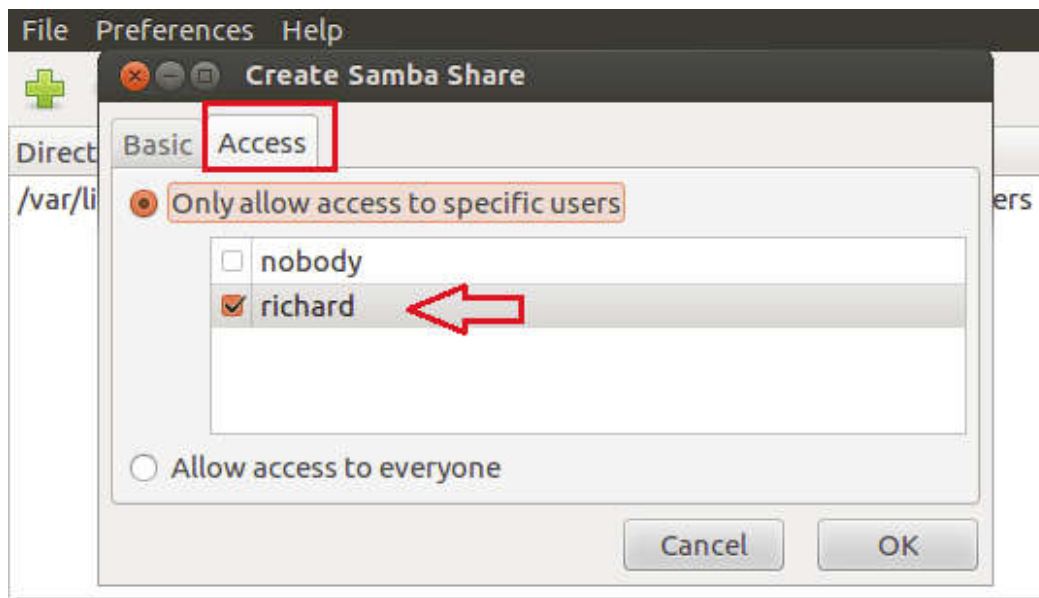 File Preferences Help
Create Samba Share
Direct Basic Access
/var/li Only allow access to specific users ers
nobody
richard
Allow access to everyone
Cancel OK